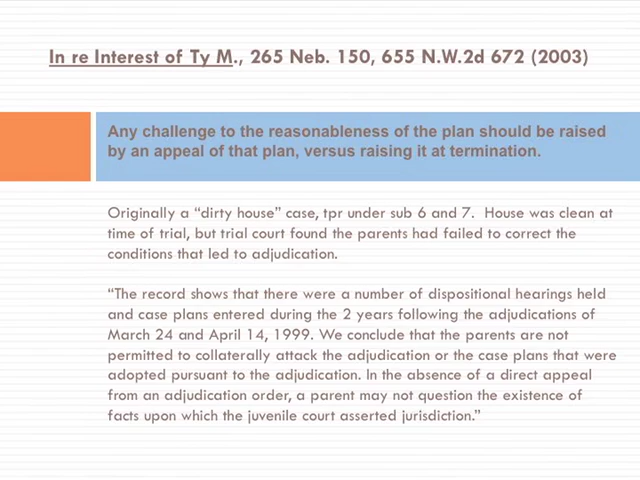 In re Interest of Ty M., 265 Neb. 150, 655 N.W.2d 672 (2003)
Any challenge to the reasonableness of the plan should be raised
by an appeal of that plan, versus raising it at termination.
Originally a “dirty house” case, tpr under sub 6 and 7.  House was clean at
time of trial, but trial court found the parents had failed to correct the
conditions that led to adjudication.
“The record shows that there were a number of dispositional hearings held
and case plans entered during the 2 years following the adjudications of
March 24 and April 14, 1999. We conclude that the parents are not
permitted to collaterally attack the adjudication or the case plans that were
adopted pursuant to the adjudication. In the absence of a direct appeal
from an adjudication order, a parent may not question the existence of
facts upon which the juvenile court asserted jurisdiction.”